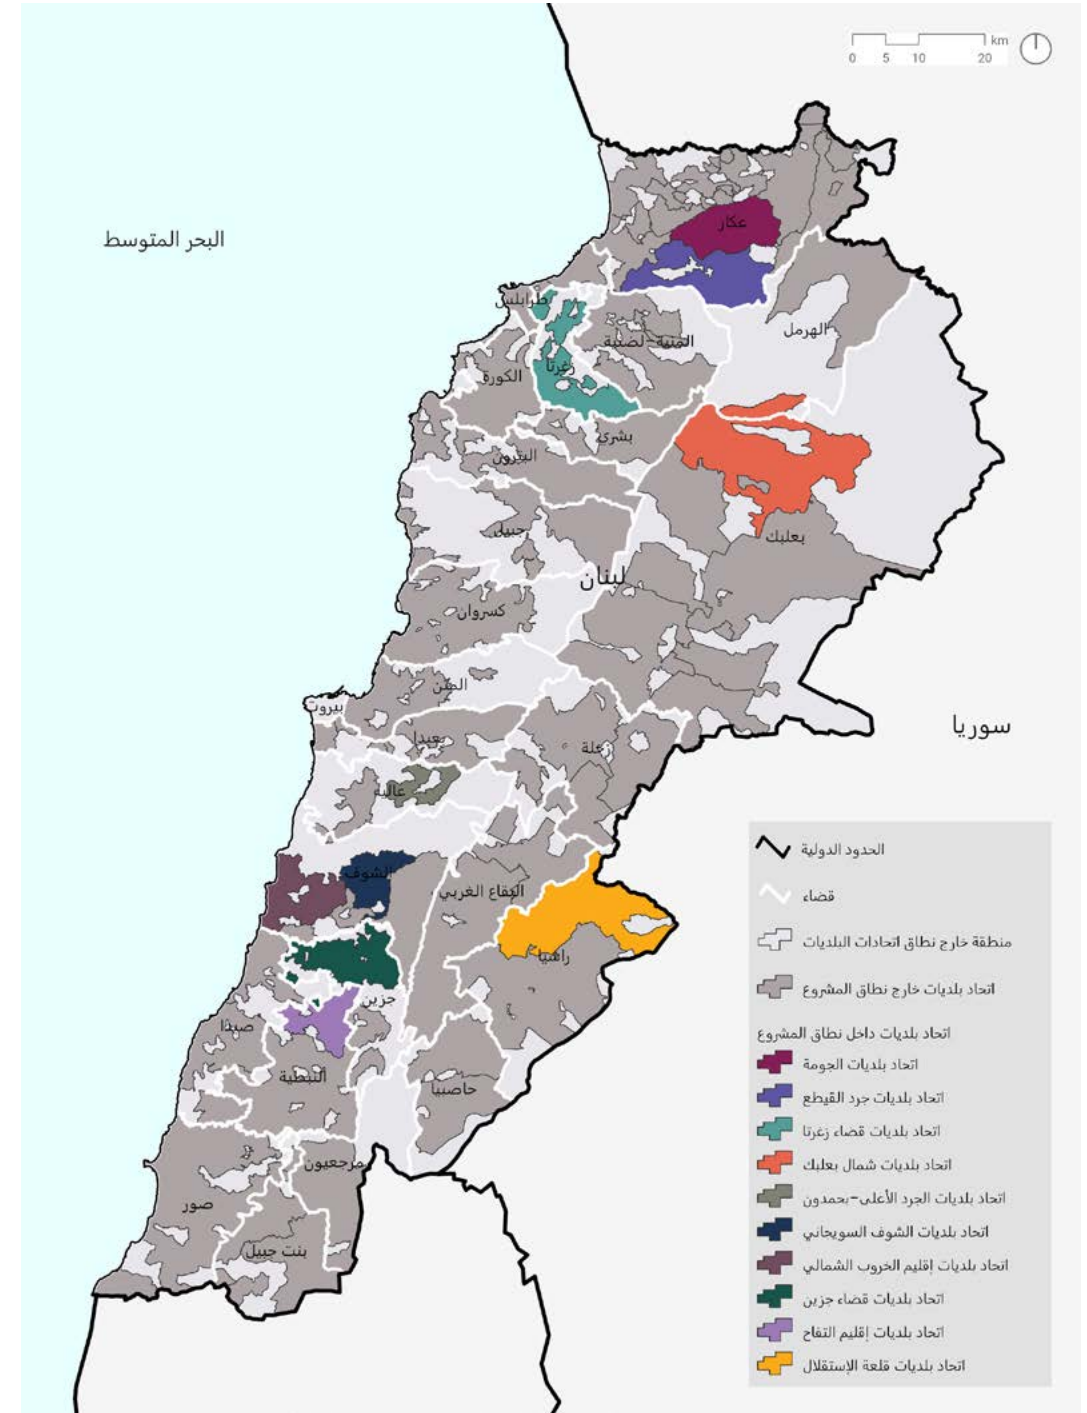 km
0 5 10 20
البحر المتوسط
عكار
طرابلس
الهرمل
المنية-لضنية
زغرتا
الكورة
بشري
البترون
جبيل
بعلبك
لبنان
كسروان
المتن
بيروت
بعبدا
زحلة
سوريا
عاليه
الشوف
البقاع الغربي
راشيا
جزين
صيدا
النبطية
حاصبيا
مرجعيون
صور
بنت جبيل
الحدود الدولية
قضاء
منطقة خارج نطاق اتحادات البلديات
اتحاد بلديات خارج نطاق المشروع
اتحاد بلديات داخل نطاق المشروع
اتحاد بلديات الجومة
اتحاد بلديات جرد القيطع
اتحاد بلديات قضاء زغرتا
اتحاد بلديات شمال بعلبك
اتحاد بلديات الجرد الأعلى-بحمدون
اتحاد بلديات الشوف السويجاني
اتحاد بلديات إقليم الخروب الشمالي
اتحاد بلديات قضاء جزين
اتحاد بلديات إقليم التفاح
اتحاد بلديات قلعة الإستقلال